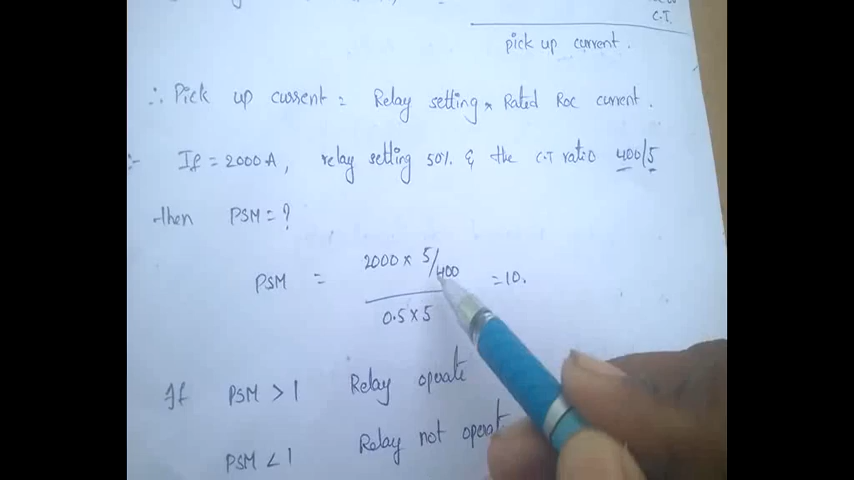 C.T.
pick up current.
∴ Pick up current = Relay setting × Rated Roc current.
:- If = 2000A, relay setting 50% & the C.T ratio 400/5
then PSM = ?
PSM = 2000 × 5/400 = 10.
0.5 × 5
If PSM > 1 Relay operate
PSM < 1 Relay not operate